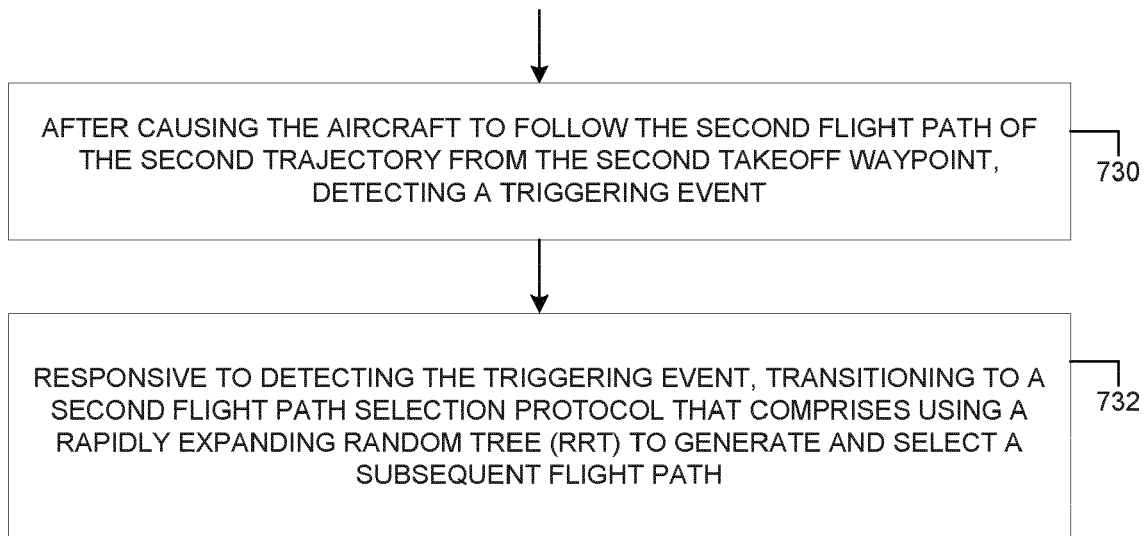 AFTER CAUSING THE AIRCRAFT TO FOLLOW THE SECOND FLIGHT PATH OF
THE SECOND TRAJECTORY FROM THE SECOND TAKEOFF WAYPOINT,
DETECTING A TRIGGERING EVENT
730
RESPONSIVE TO DETECTING THE TRIGGERING EVENT, TRANSITIONING TO A
SECOND FLIGHT PATH SELECTION PROTOCOL THAT COMPRISES USING A
RAPIDLY EXPANDING RANDOM TREE (RRT) TO GENERATE AND SELECT A
SUBSEQUENT FLIGHT PATH
732